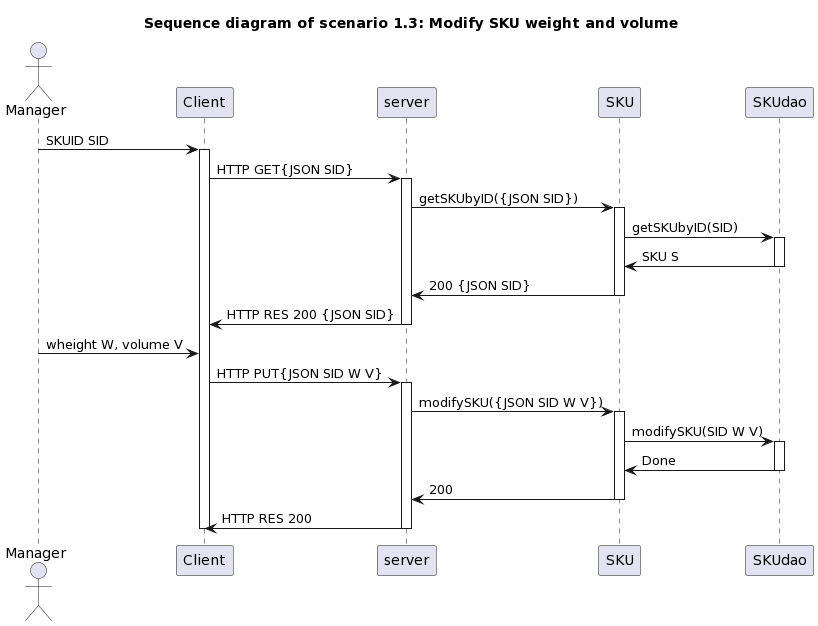 Sequence diagram of scenario 1.3: Modify SKU weight and volume
Manager
Client
server
SKU
SKUdao
SKUID SID
HTTP GET{JSON SID}
getSKUbyID({JSON SID})
getSKUbyID(SID)
SKU S
200 {JSON SID}
HTTP RES 200 {JSON SID}
wheight W, volume V
HTTP PUT{JSON SID W V}
modifySKU({JSON SID W V})
modifySKU(SID W V)
Done
200
HTTP RES 200
Manager
Client
server
SKU
SKUdao